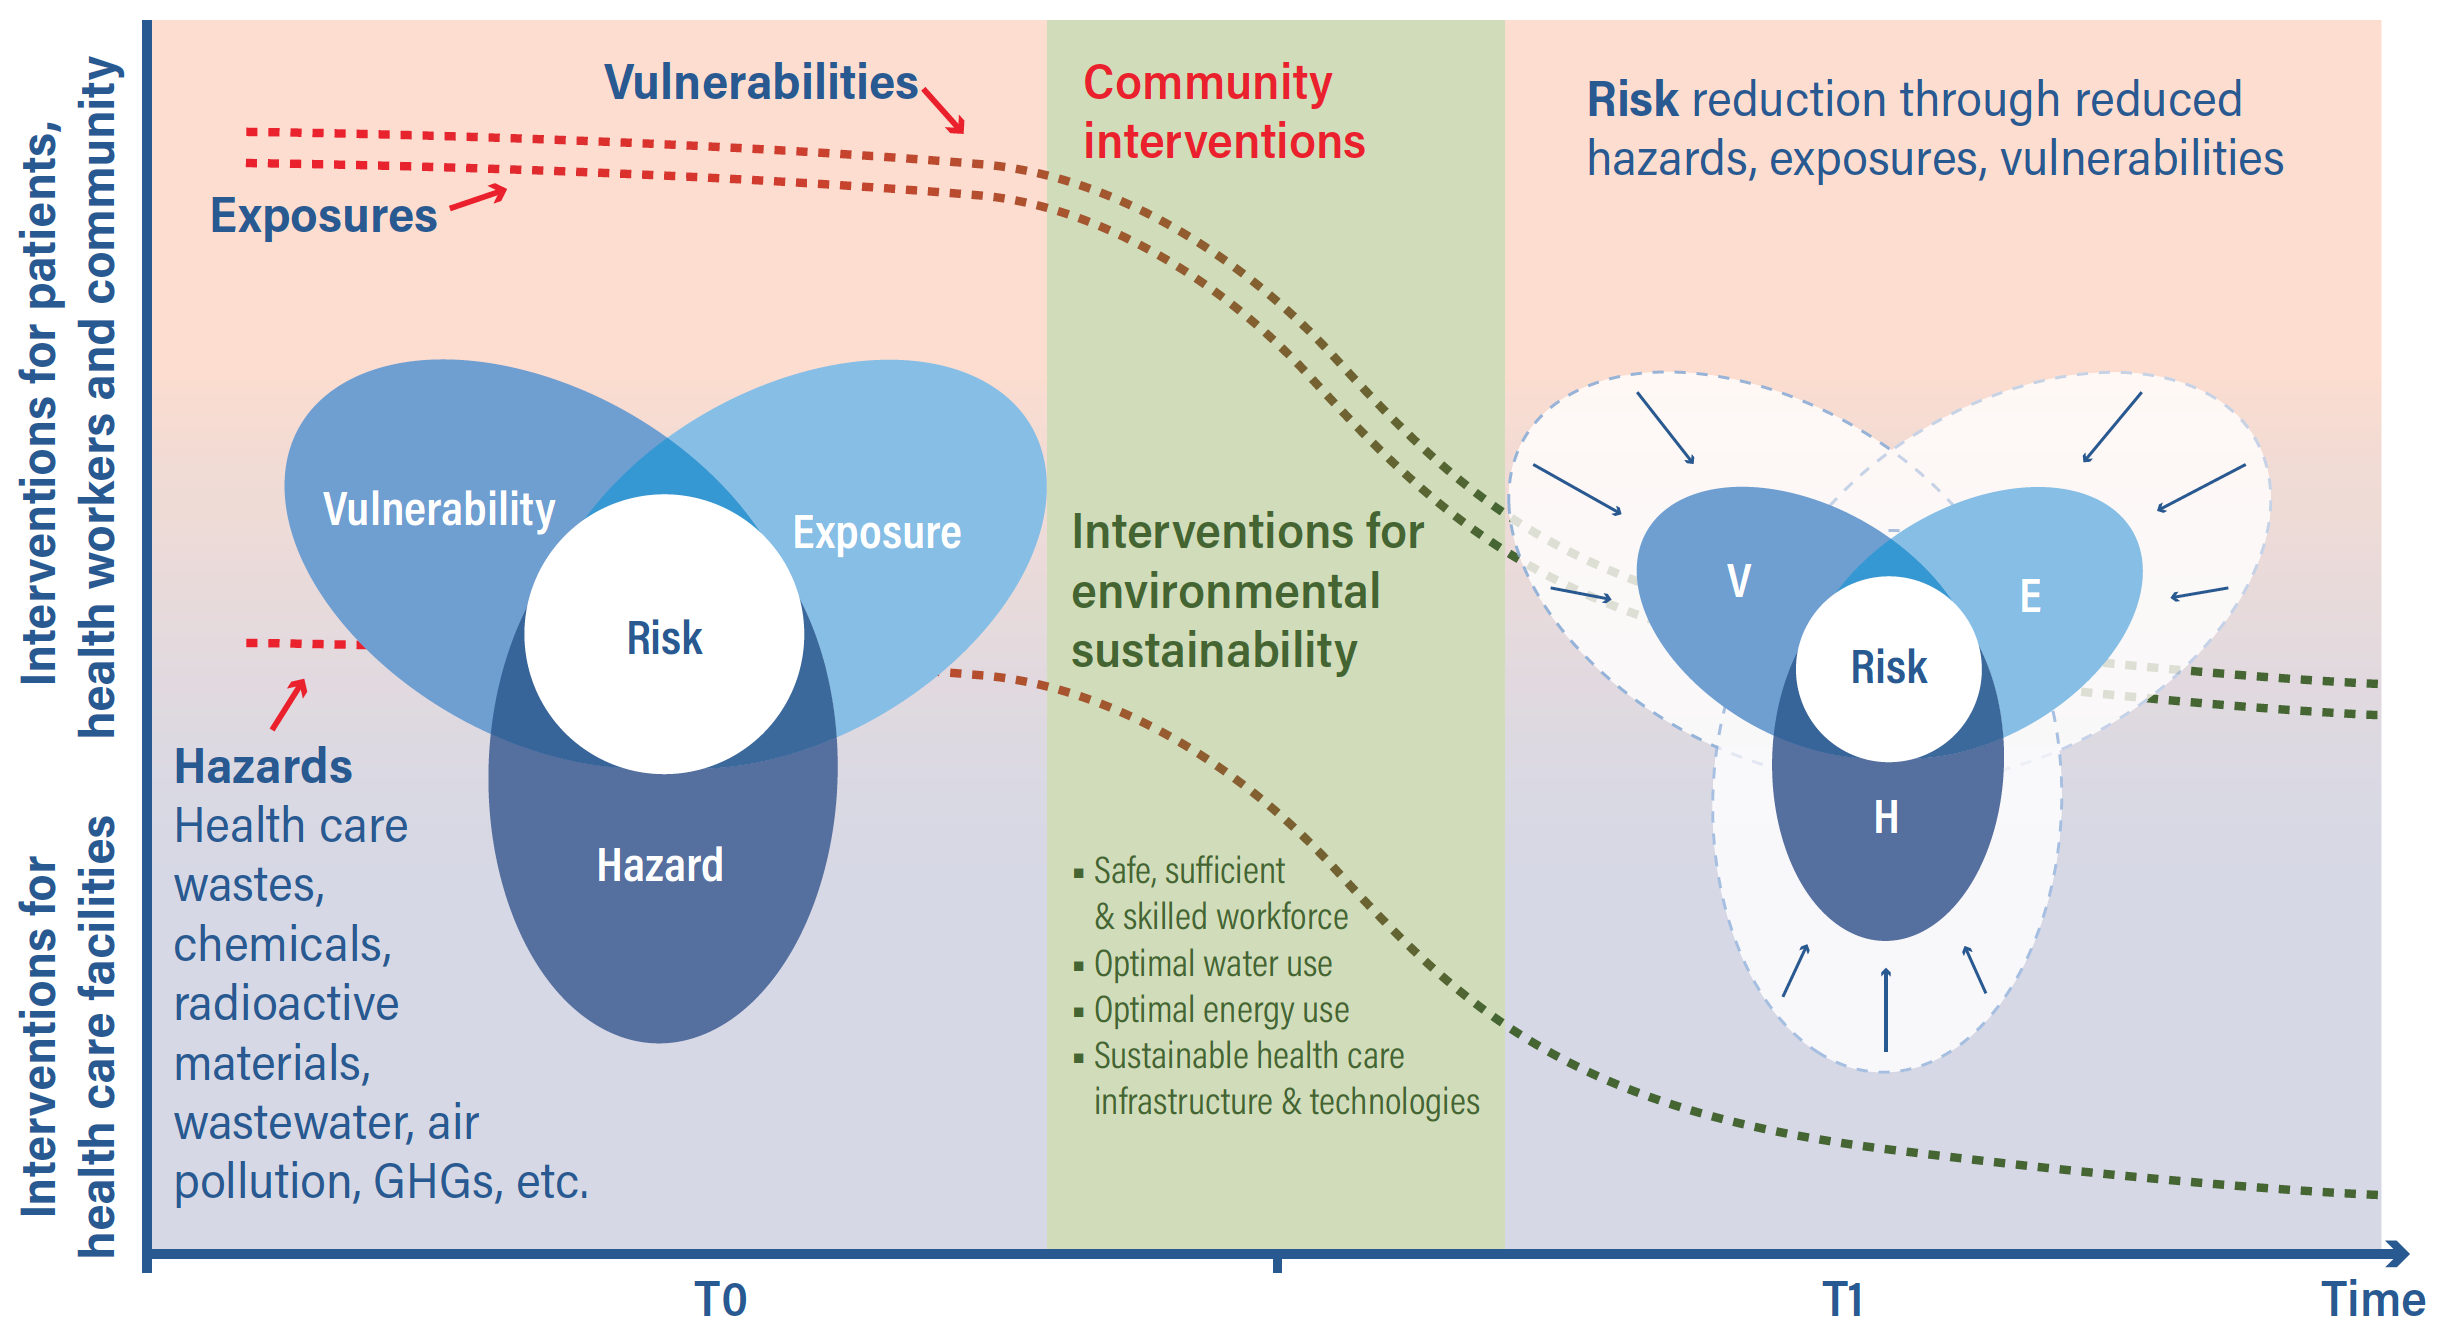 Interventions for patients,
health workers and community
Interventions for
health care facilities
Vulnerabilities
Exposures
Vulnerability
Exposure
Risk
Hazard
Hazards
Health care
wastes,
chemicals,
radioactive
materials,
wastewater, air
pollution, GHGs, etc.
Community
interventions
Interventions for
environmental
sustainability
▪ Safe, sufficient
& skilled workforce
▪ Optimal water use
▪ Optimal energy use
▪ Sustainable health care
infrastructure & technologies
Risk reduction through reduced
hazards, exposures, vulnerabilities
V
E
Risk
H
T0
T1
Time